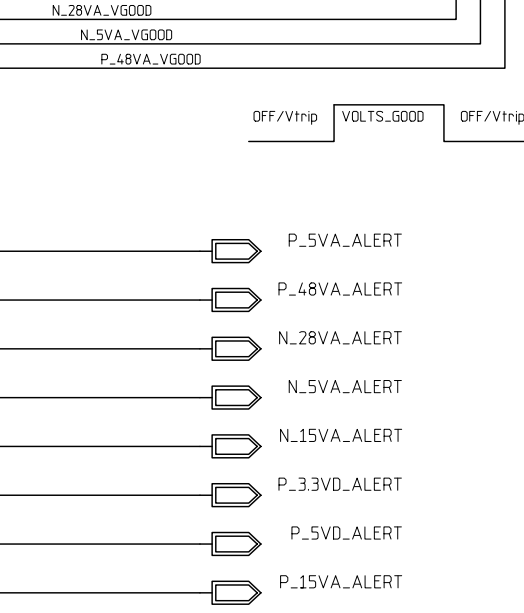 N_28VA_VGOOD
N_5VA_VGOOD
P_48VA_VGOOD
OFF/Vtrip VOLTS_GOOD OFF/Vtrip
P_5VA_ALERT
P_48VA_ALERT
N_28VA_ALERT
N_5VA_ALERT
N_15VA_ALERT
P_3.3VD_ALERT
P_5VD_ALERT
P_15VA_ALERT